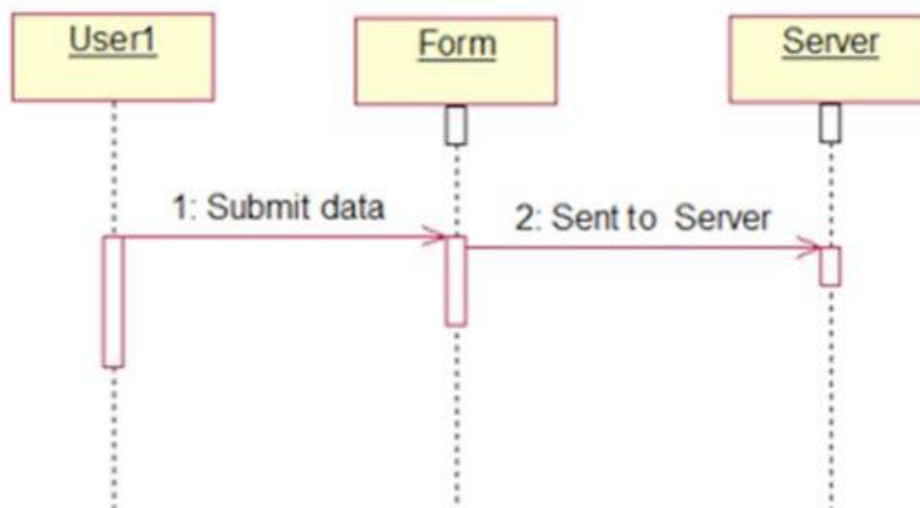 User1
Form
Server
1: Submit data
2: Sent to Server